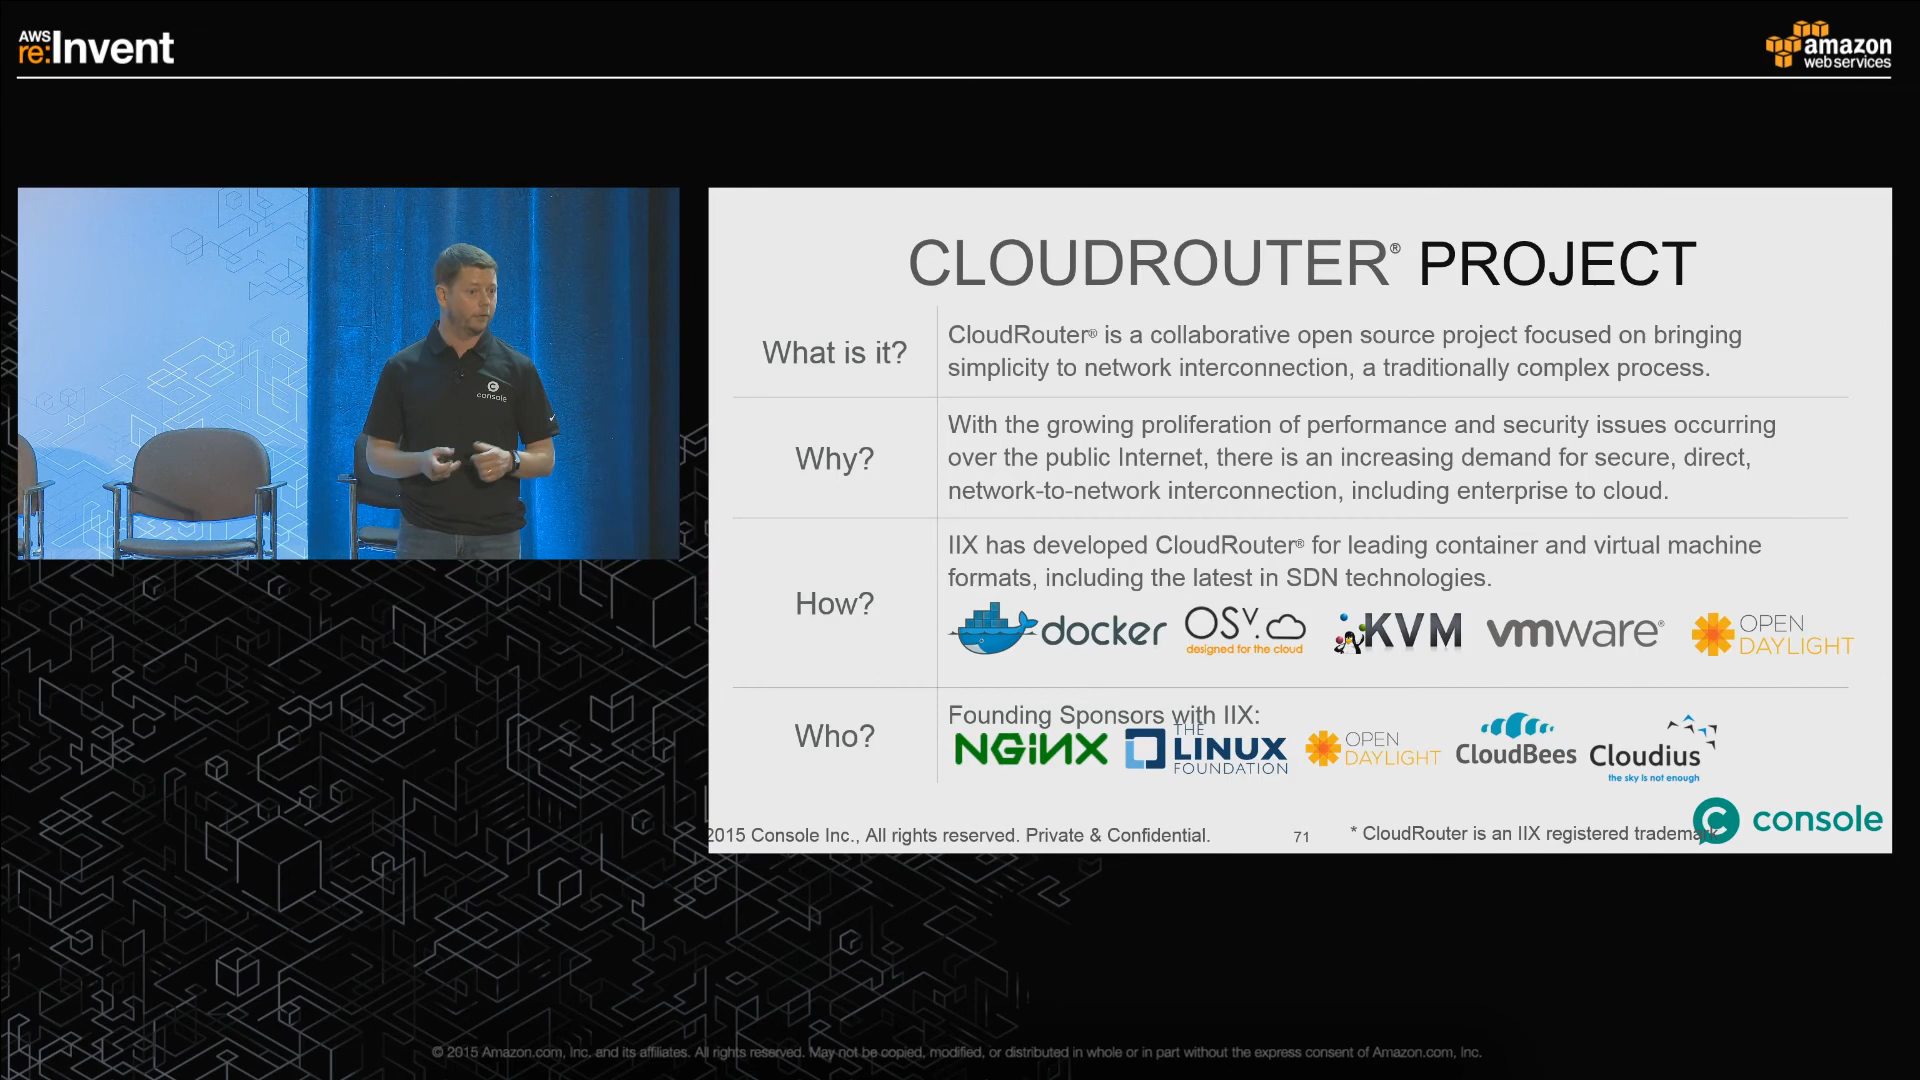 AWS
re:Invent
amazon
web services
console
CLOUDROUTER® PROJECT
What is it?
CloudRouter® is a collaborative open source project focused on bringing
simplicity to network interconnection, a traditionally complex process.
Why?
With the growing proliferation of performance and security issues occurring
over the public Internet, there is an increasing demand for secure, direct,
network-to-network interconnection, including enterprise to cloud.
How?
IIX has developed CloudRouter® for leading container and virtual machine
formats, including the latest in SDN technologies.
docker
OSv
designed for the cloud
KVM
vmware®
OPEN
DAYLIGHT
Who?
Founding Sponsors with IIX:
NGINX
THE
LINUX
FOUNDATION
OPEN
DAYLIGHT
CloudBees
Cloudius
the sky is not enough
2015 Console Inc., All rights reserved. Private & Confidential.
71
* CloudRouter is an IIX registered trademark
console
© 2015 Amazon.com, Inc. and its affiliates. All rights reserved. May not be copied, modified, or distributed in whole or in part without the express consent of Amazon.com, Inc.